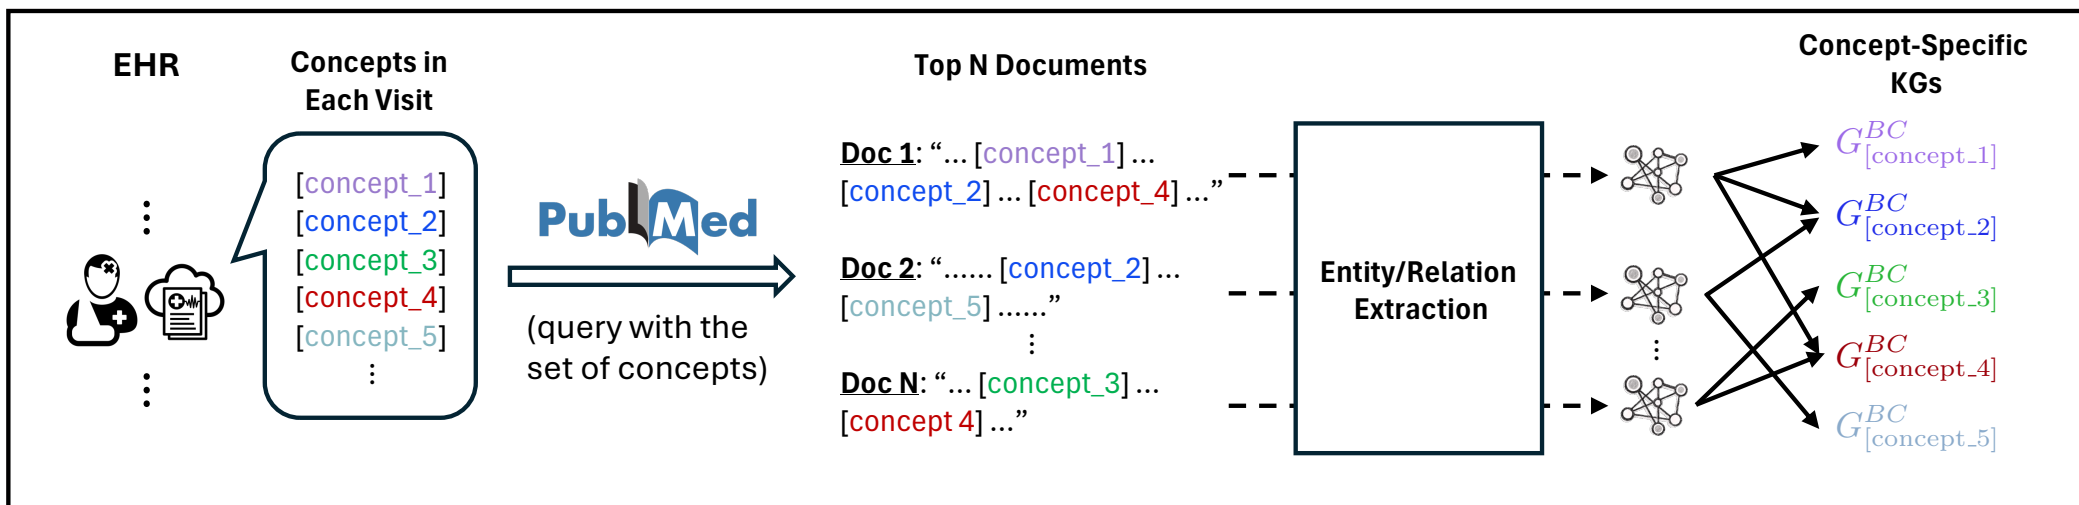 EHR
Concepts in
Each Visit
[concept_1]
[concept_2]
[concept_3]
[concept_4]
[concept_5]
⋮
PubMed
(query with the
set of concepts)
Top N Documents
Doc 1: “... [concept_1] ...
[concept_2] ... [concept_4] ...”
Doc 2: “...... [concept_2] ...
[concept_5] ......”
⋮
Doc N: “... [concept_3] ...
[concept 4] ...”
Entity/Relation
Extraction
Concept-Specific
KGs
G^{BC}_{[concept_1]}
G^{BC}_{[concept_2]}
G^{BC}_{[concept_3]}
G^{BC}_{[concept_4]}
G^{BC}_{[concept_5]}